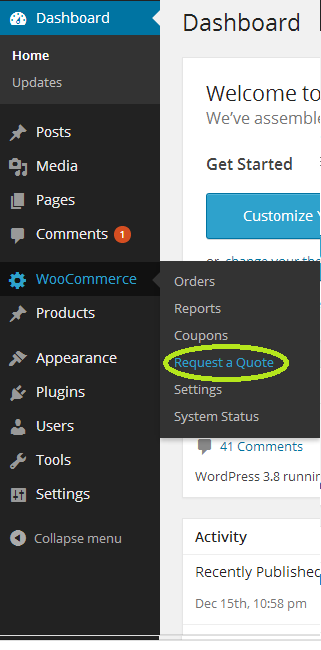 Dashboard
Home
Updates
Posts
Media
Pages
Comments 1
WooCommerce
Products
Appearance
Plugins
Users
Tools
Settings
Collapse menu
Orders
Reports
Coupons
Request a Quote
Settings
System Status
Dashboard
Welcome to
We've assemble
Get Started
Customize Y
or, change your the
41 Comments
WordPress 3.8 runnin
Activity
Recently Published
Dec 15th, 10:58 pm